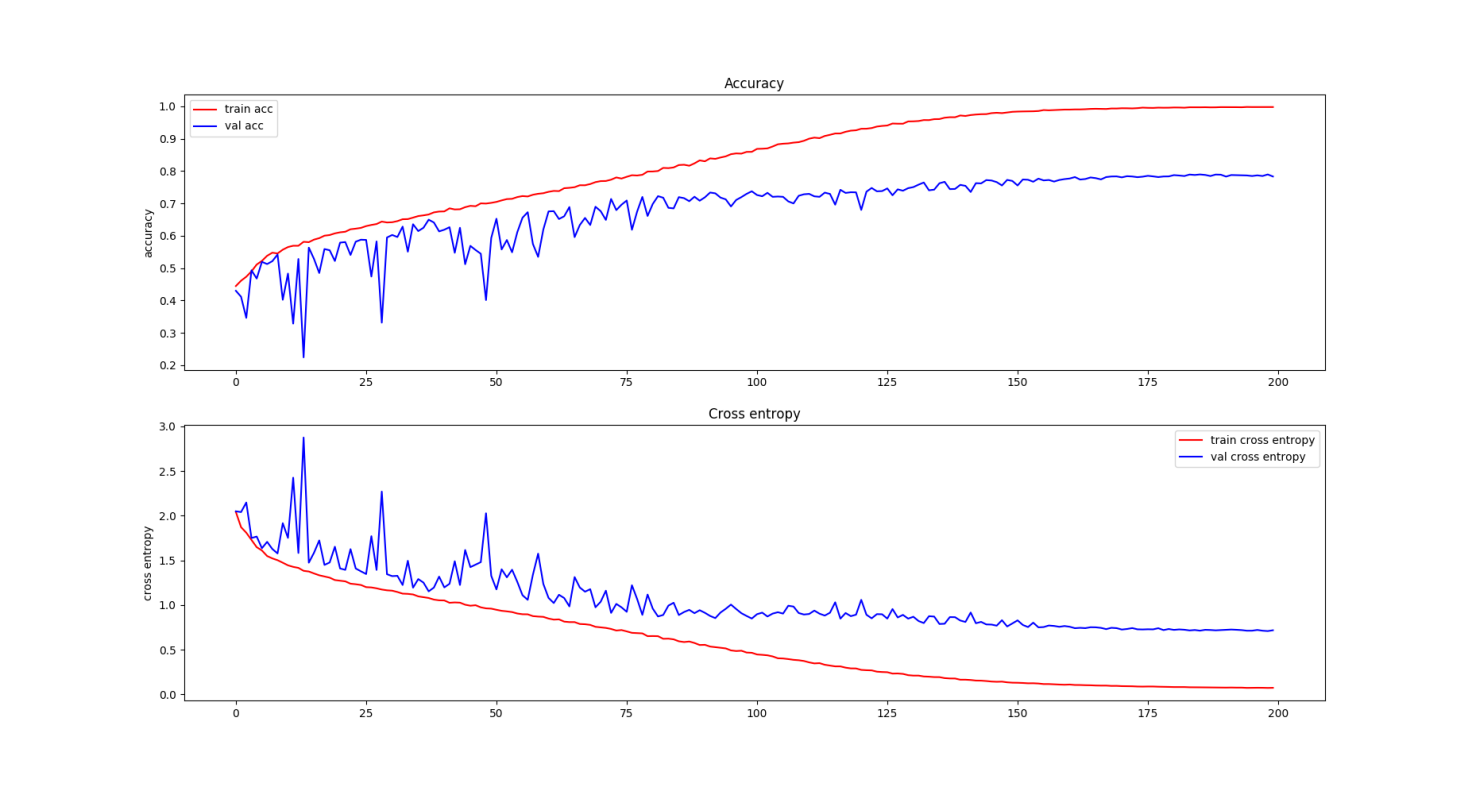 Accuracy
1.0
0.9
0.8
0.7
0.6
0.5
0.4
0.3
0.2
accuracy
train acc
val acc
0 25 50 75 100 125 150 175 200
Cross entropy
3.0
2.5
2.0
1.5
1.0
0.5
0.0
cross entropy
train cross entropy
val cross entropy
0 25 50 75 100 125 150 175 200